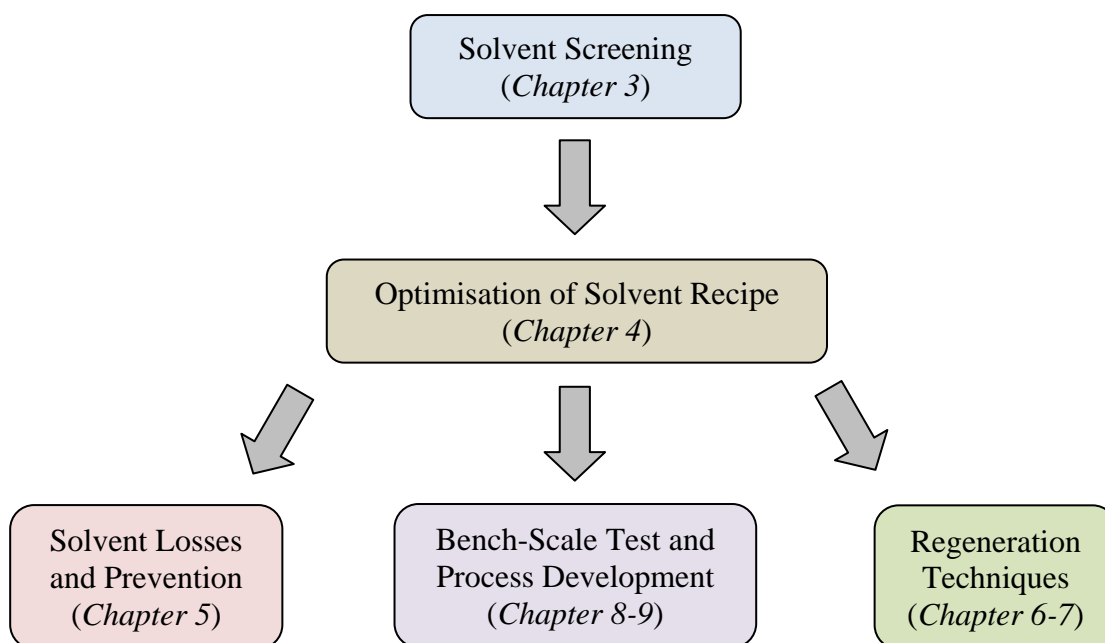 Solvent Screening
(Chapter 3)
Optimisation of Solvent Recipe
(Chapter 4)
Solvent Losses
and Prevention
(Chapter 5)
Bench-Scale Test and
Process Development
(Chapter 8-9)
Regeneration
Techniques
(Chapter 6-7)